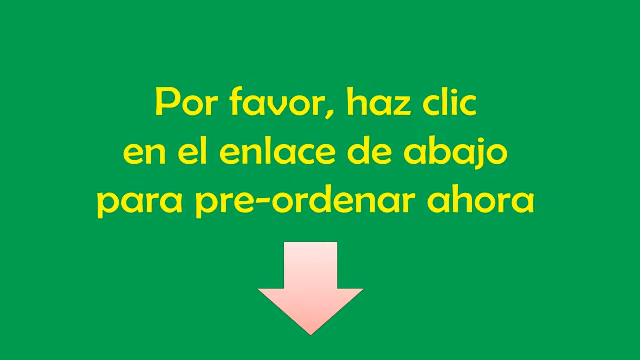 Por favor, haz clic
en el enlace de abajo
para pre-ordenar ahora